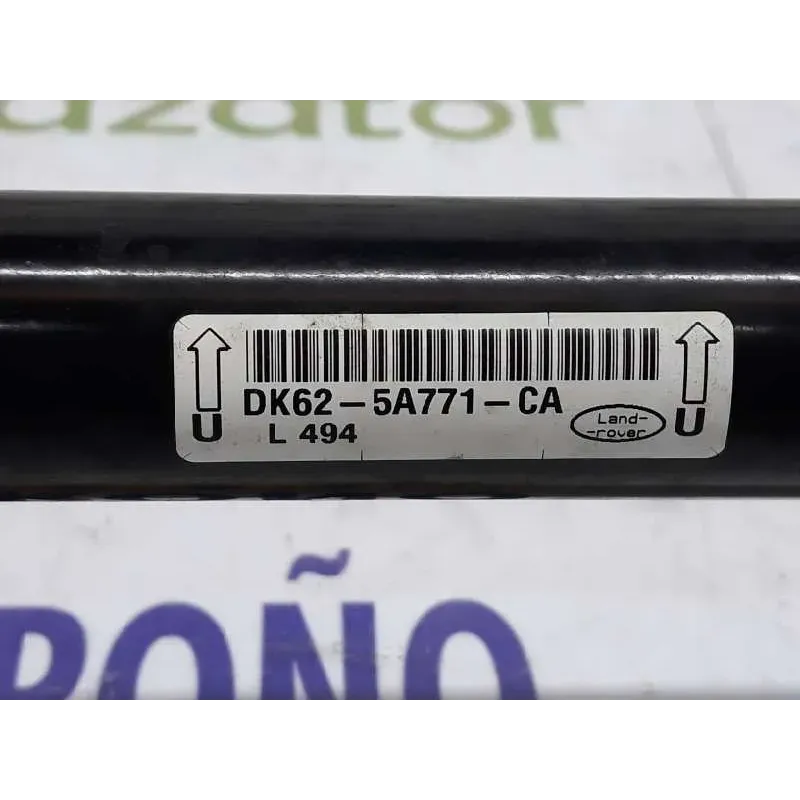 U DK62-5A771-CA U
L 494
Land-
-rover